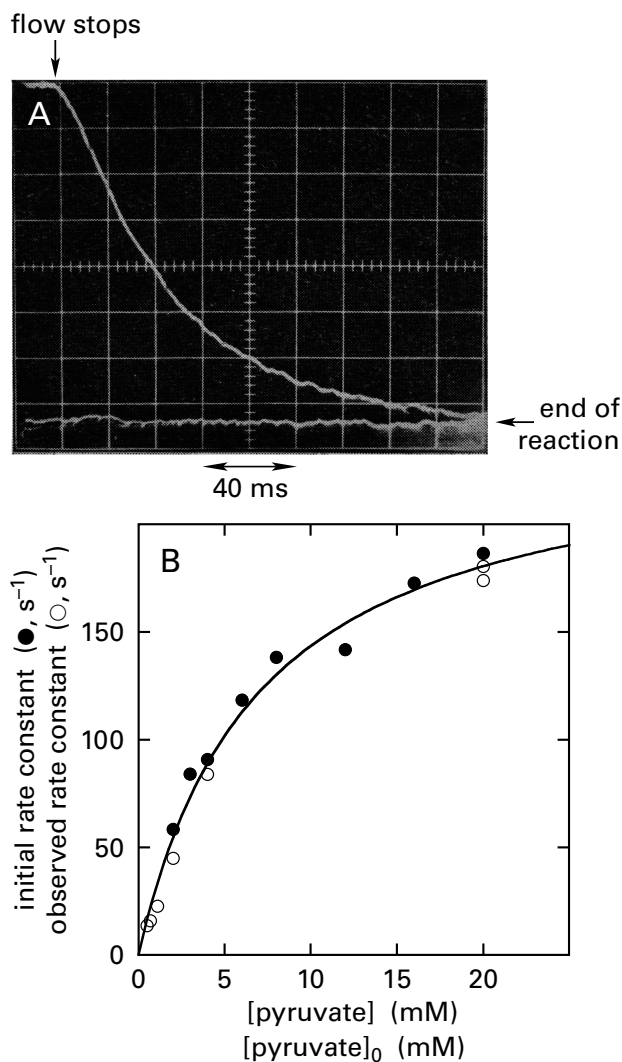 flow stops
A
end of
reaction
40 ms
B
initial rate constant (●, s⁻¹)
observed rate constant (○, s⁻¹)
150
100
50
0
0 5 10 15 20
[pyruvate] (mM)
[pyruvate]₀ (mM)